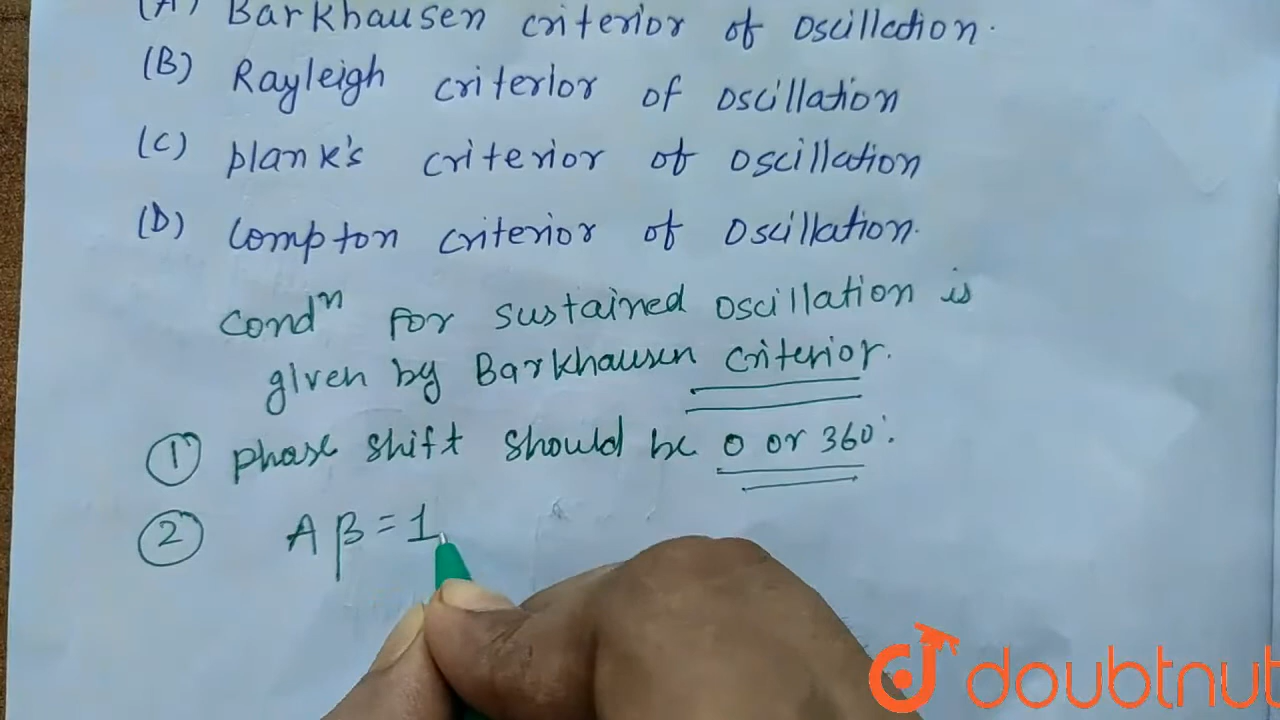 (A) Barkhausen criterior of oscillation.
(B) Rayleigh criterior of oscillation
(C) plank's criterior of oscillation
(D) Compton criterior of oscillation.
Condⁿ for sustained oscillation is
given by Barkhausen criterior.
① phase shift should be 0 or 360°.
② Aβ = 1
doubtnut